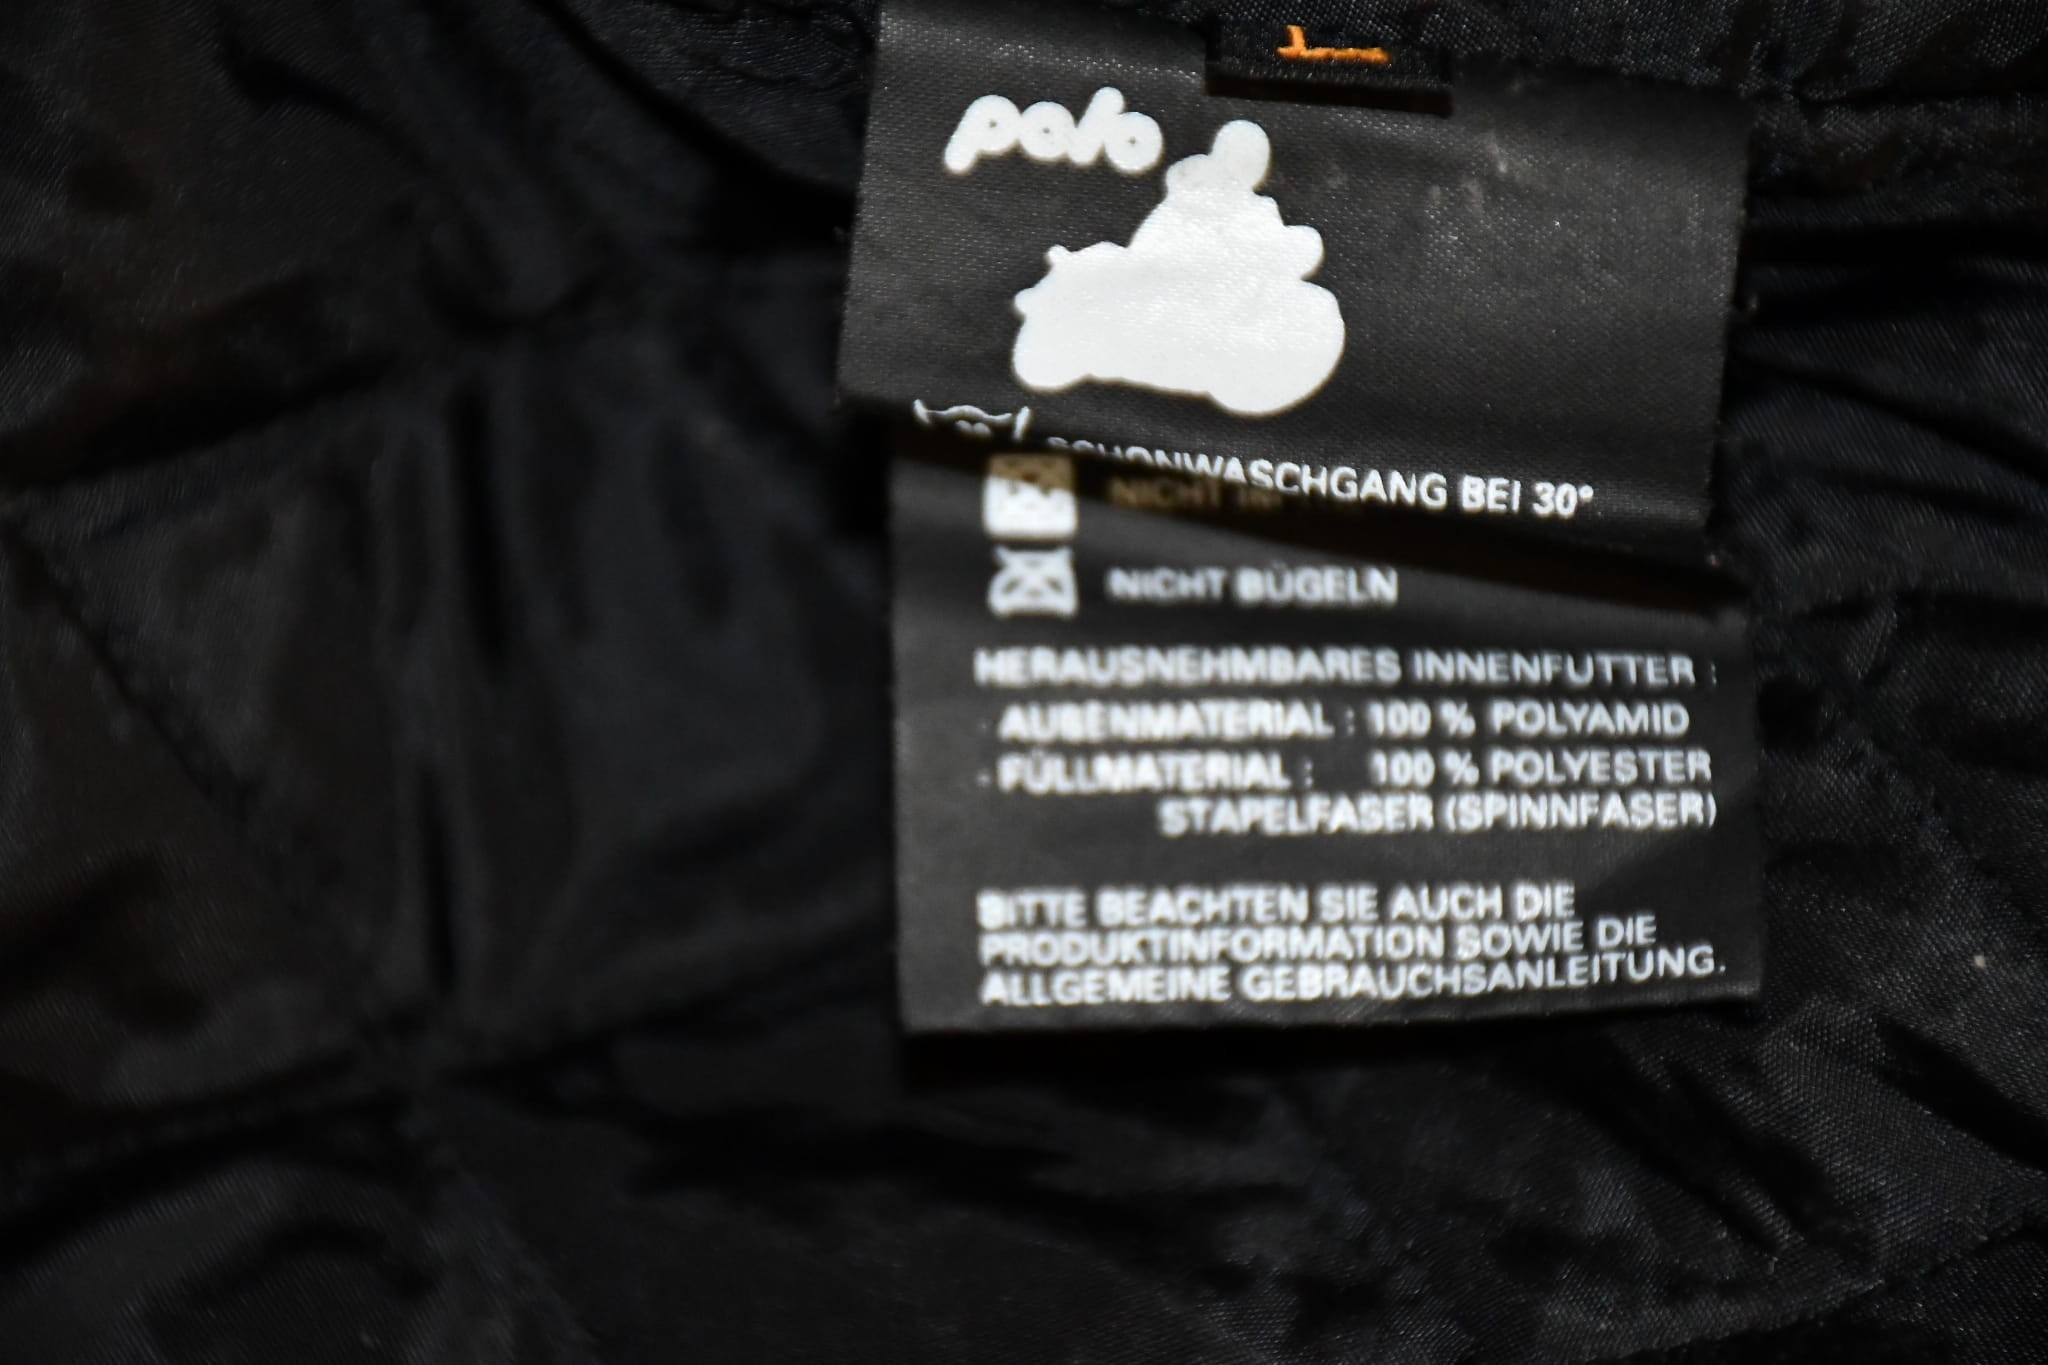 polo
SCHONWASCHGANG BEI 30°
NICHT
NICHT BÜGELN
HERAUSNEHMBARES INNENFUTTER :
- AUßENMATERIAL : 100 % POLYAMID
- FÜLLMATERIAL : 100 % POLYESTER
STAPELFASER (SPINNFASER)
BITTE BEACHTEN SIE AUCH DIE
PRODUKTINFORMATION SOWIE DIE
ALLGEMEINE GEBRAUCHSANLEITUNG.